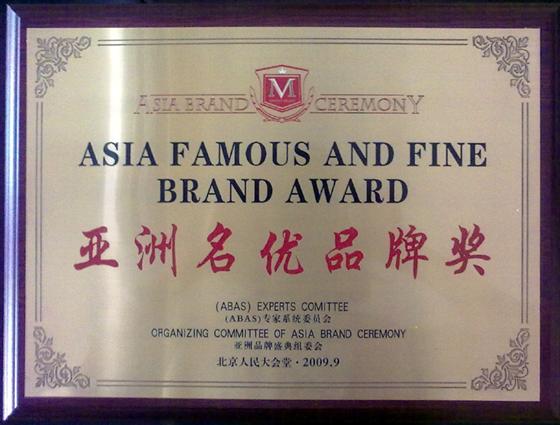 M
ASIA BRAND CEREMONY
ASIA FAMOUS AND FINE
BRAND AWARD
亚洲名优品牌奖
(ABAS) EXPERTS COMITTEE
(ABAS)专家系统委员会
ORGANIZING COMMITTEE OF ASIA BRAND CEREMONY
亚洲品牌盛典组委会
北京人民大会堂·2009.9